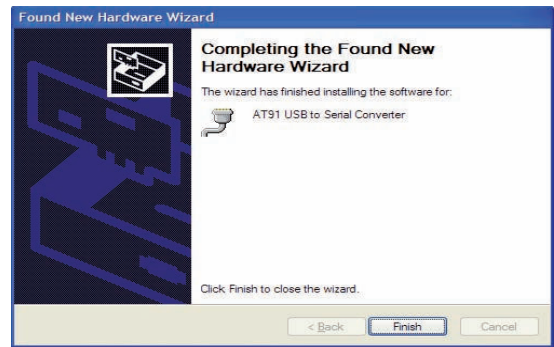 Found New Hardware Wizard
Completing the Found New
Hardware Wizard
The wizard has finished installing the software for:
AT91 USB to Serial Converter
Click Finish to close the wizard.
< Back
Finish
Cancel